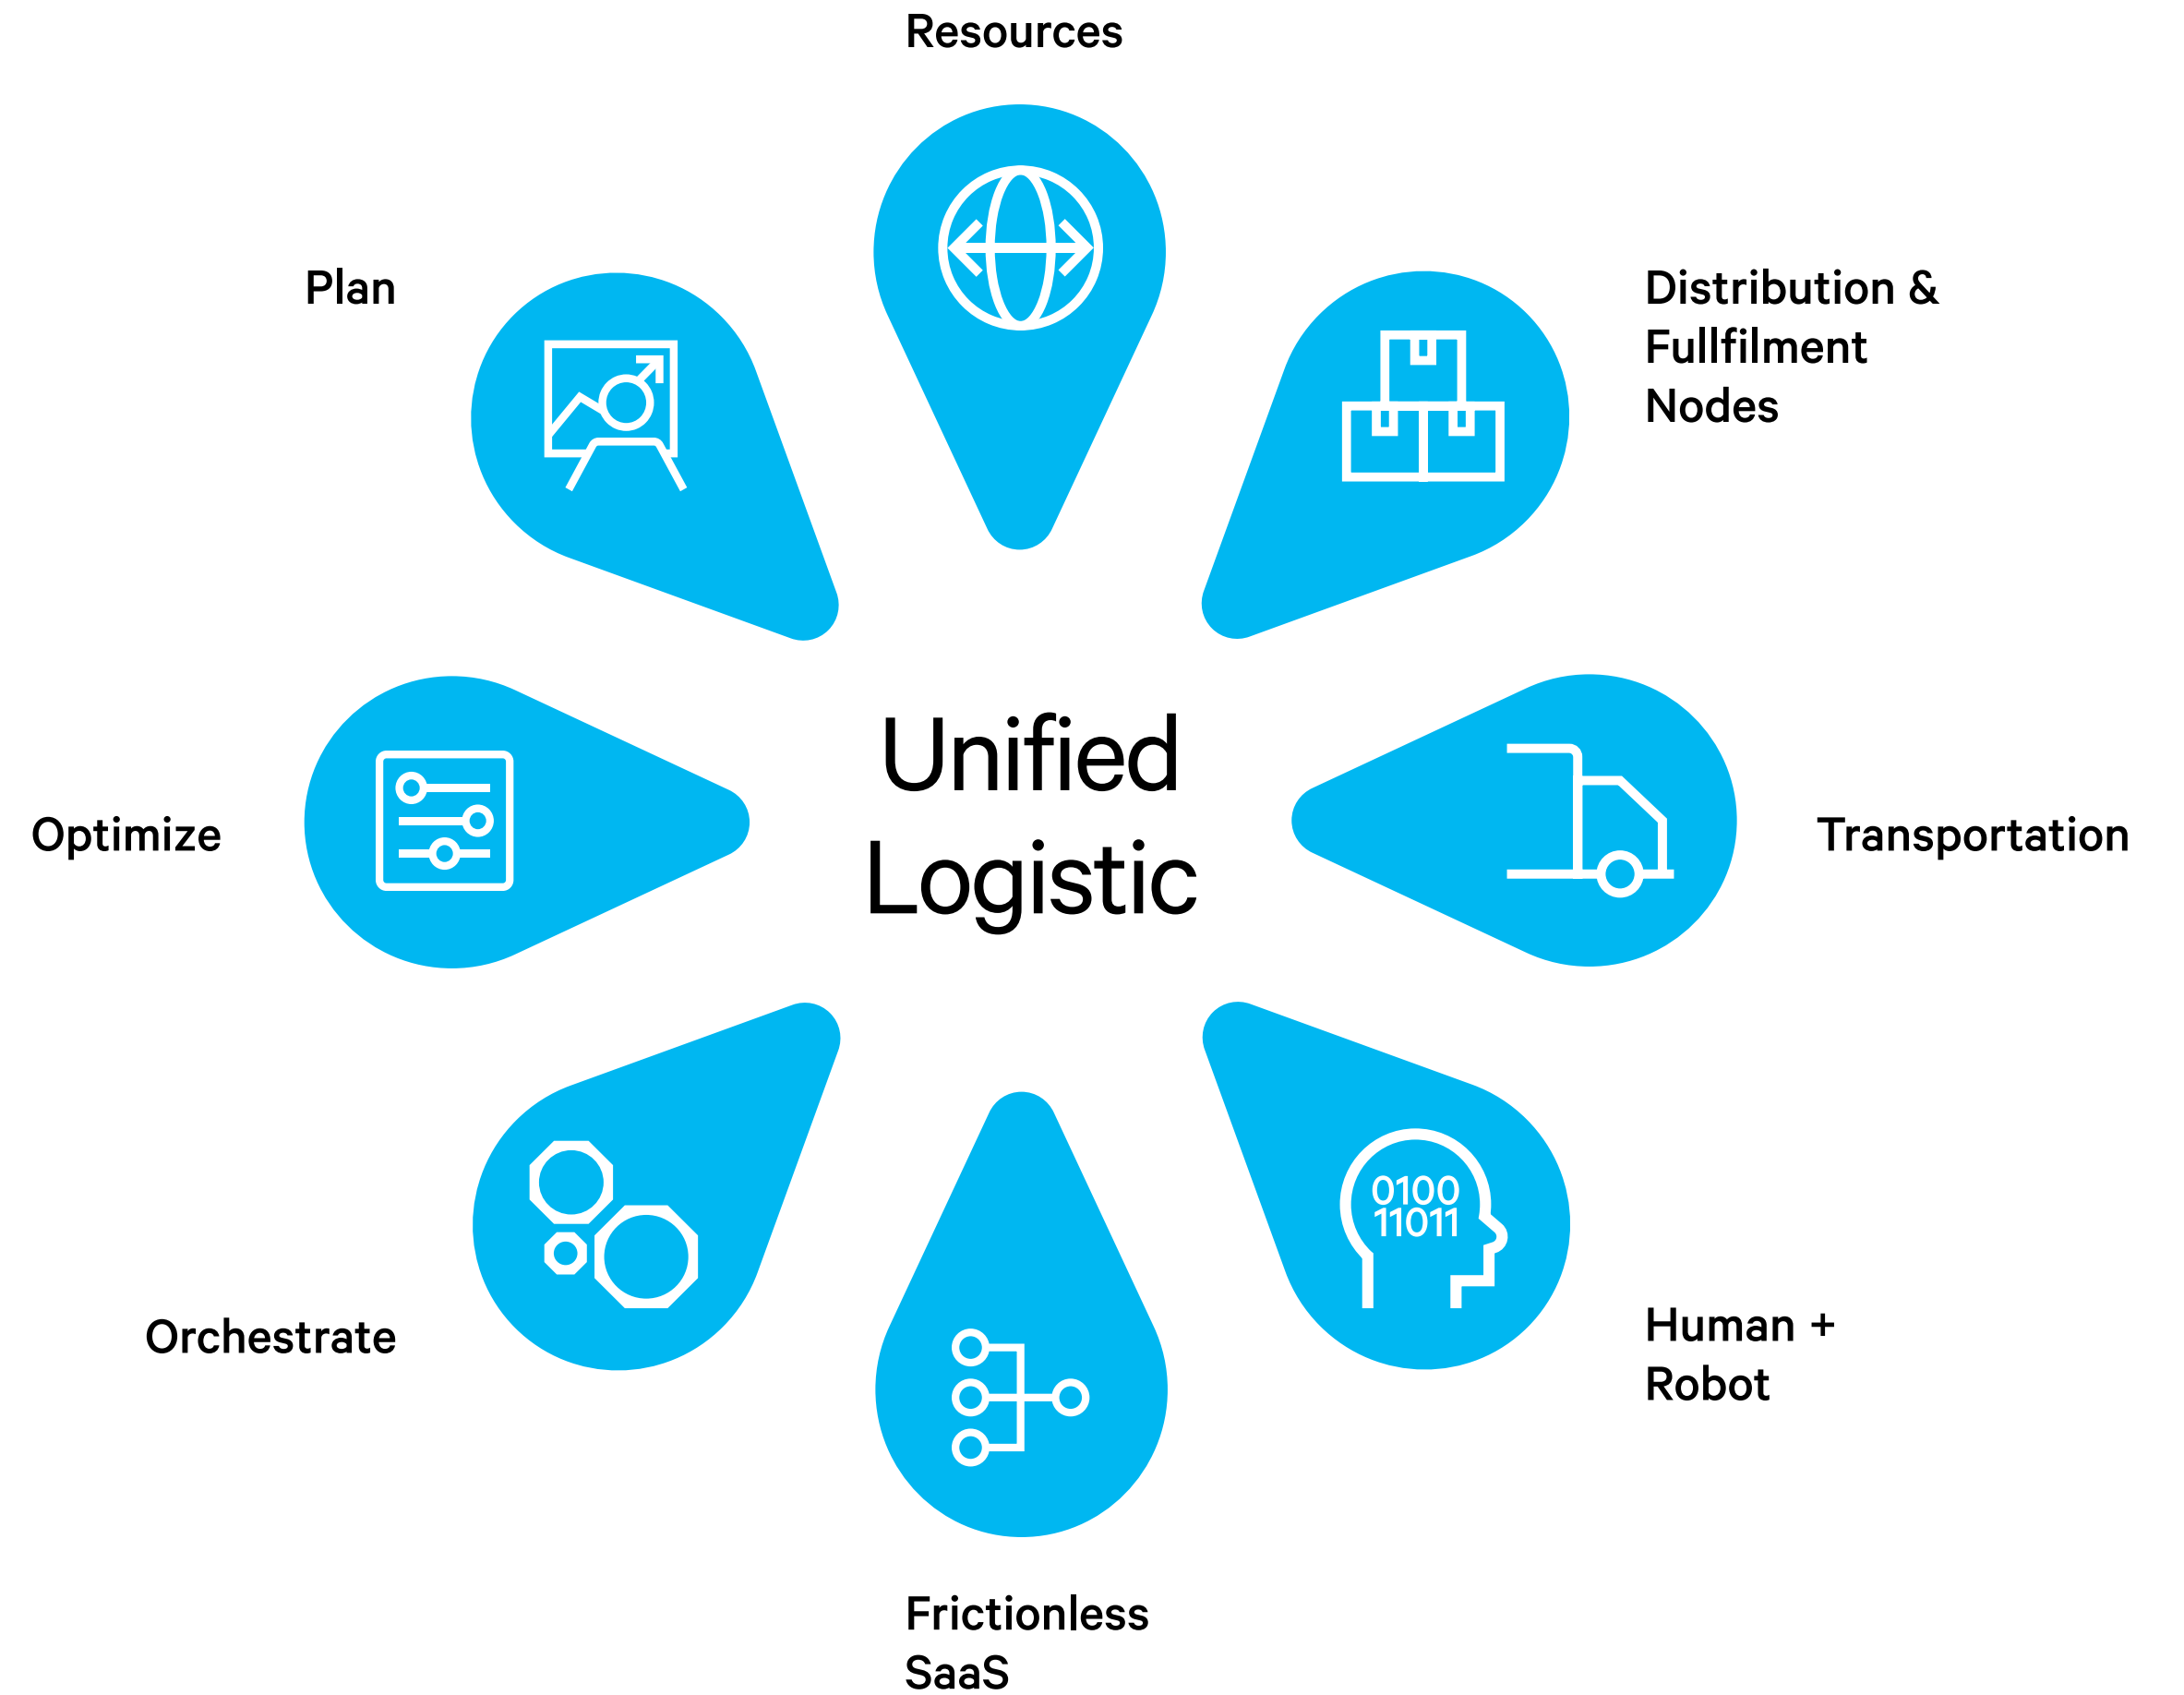 Resources
Plan
Distribution &
Fullfilment
Nodes
Unified
Logistic
Optimize
Transportation
0100
11011
Orchestrate
Human +
Robot
Frictionless
SaaS